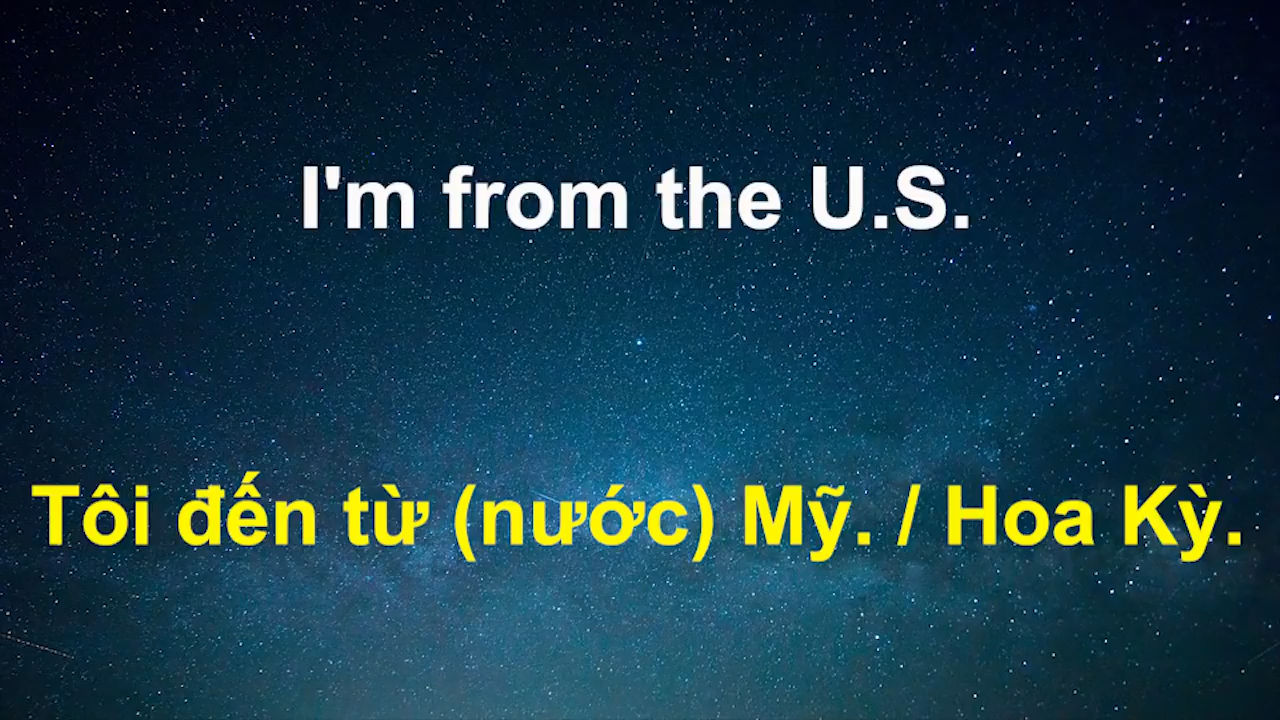 I'm from the U.S.
Tôi đến từ (nước) Mỹ. / Hoa Kỳ.